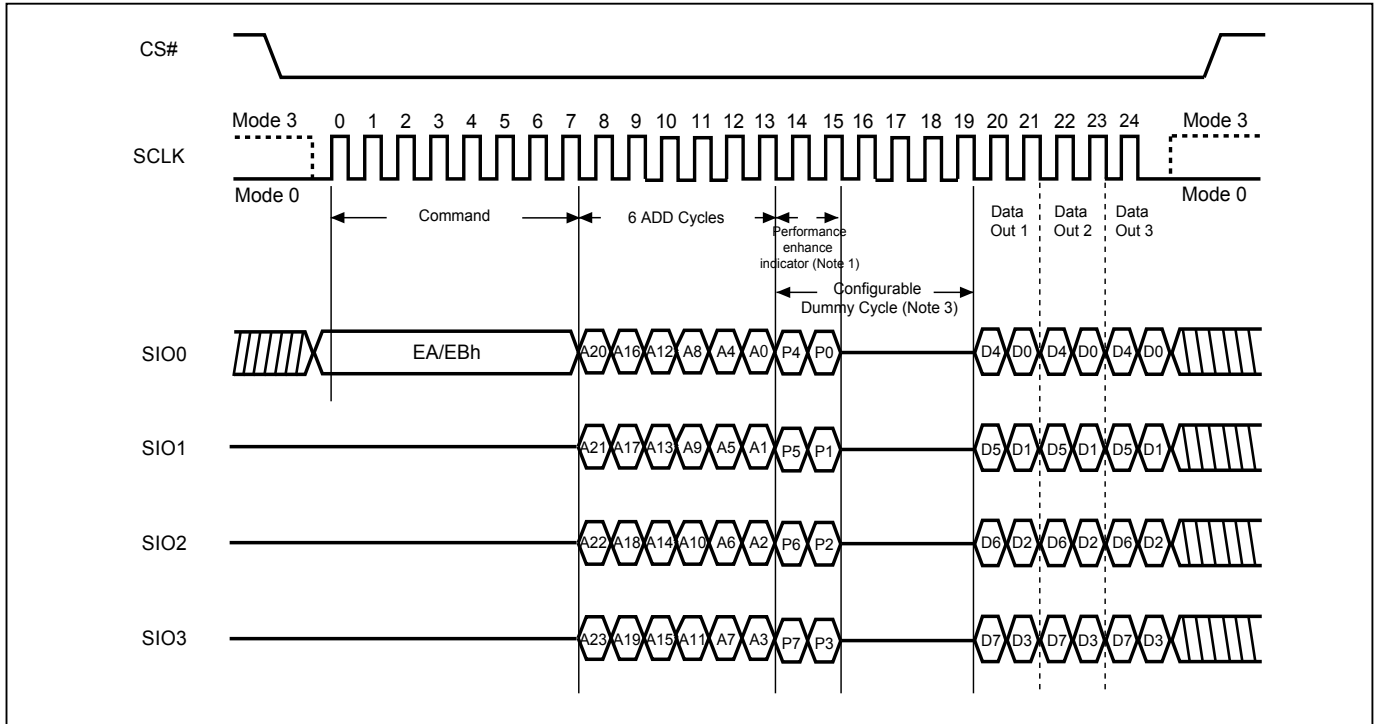 CS#
Mode 3
0 1 2 3 4 5 6 7 8 9 10 11 12 13 14 15 16 17 18 19 20 21 22 23 24
Mode 3
SCLK
Mode 0
Mode 0
Command
6 ADD Cycles
Performance
enhance
indicator (Note 1)
Data
Out 1
Data
Out 2
Data
Out 3
Configurable
Dummy Cycle (Note 3)
SIO0
EA/EBh
A20 A16 A12 A8 A4 A0 P4 P0 D4 D0 D4 D0 D4 D0
SIO1
A21 A17 A13 A9 A5 A1 P5 P1 D5 D1 D5 D1 D5 D1
SIO2
A22 A18 A14 A10 A6 A2 P6 P2 D6 D2 D6 D2 D6 D2
SIO3
A23 A19 A15 A11 A7 A3 P7 P3 D7 D3 D7 D3 D7 D3